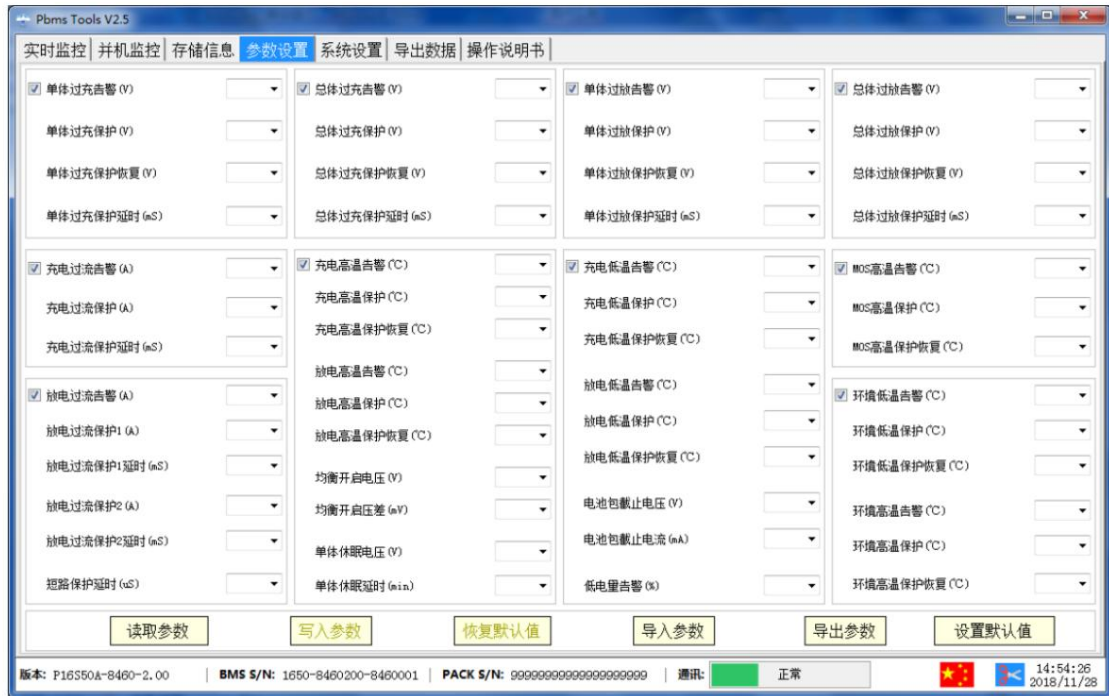 Pbms Tools V2.5
实时监控 并机监控 存储信息 参数设置 系统设置 导出数据 操作说明书
单体过充告警(V)
单体过充保护(V)
单体过充保护恢复(V)
单体过充保护延时(mS)
总体过充告警(V)
总体过充保护(V)
总体过充保护恢复(V)
总体过充保护延时(mS)
单体过放告警(V)
单体过放保护(V)
单体过放保护恢复(V)
单体过放保护延时(mS)
总体过放告警(V)
总体过放保护(V)
总体过放保护恢复(V)
总体过放保护延时(mS)
充电过流告警(A)
充电过流保护(A)
充电过流保护延时(mS)
放电过流告警(A)
放电过流保护1(A)
放电过流保护1延时(mS)
放电过流保护2(A)
放电过流保护2延时(mS)
短路保护延时(uS)
充电高温告警(℃)
充电高温保护(℃)
充电高温保护恢复(℃)
放电高温告警(℃)
放电高温保护(℃)
放电高温保护恢复(℃)
均衡开启电压(V)
均衡开启压差(mV)
单体休眠电压(V)
单体休眠延时(min)
充电低温告警(℃)
充电低温保护(℃)
充电低温保护恢复(℃)
放电低温告警(℃)
放电低温保护(℃)
放电低温保护恢复(℃)
电池包截止电压(V)
电池包截止电流(mA)
低电量告警(%)
MOS高温告警(℃)
MOS高温保护(℃)
MOS高温保护恢复(℃)
环境低温告警(℃)
环境低温保护(℃)
环境低温保护恢复(℃)
环境高温告警(℃)
环境高温保护(℃)
环境高温保护恢复(℃)
读取参数 写入参数 恢复默认值 导入参数 导出参数 设置默认值
版本: P16S50A-8460-2.00 BMS S/N: 1650-8460200-8460001 PACK S/N: 99999999999999999999 通讯: 正常
14:54:26
2018/11/28